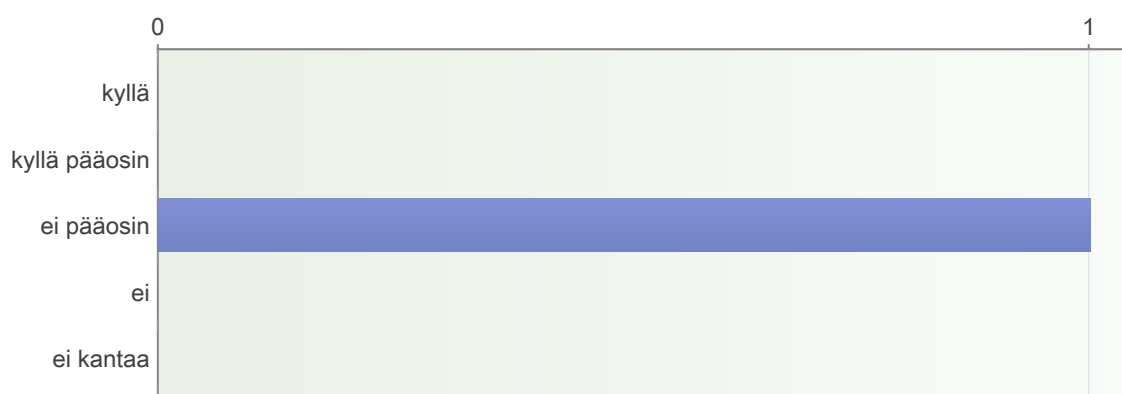 0 1
kyllä
kyllä pääosin
ei pääosin
ei
ei kantaa